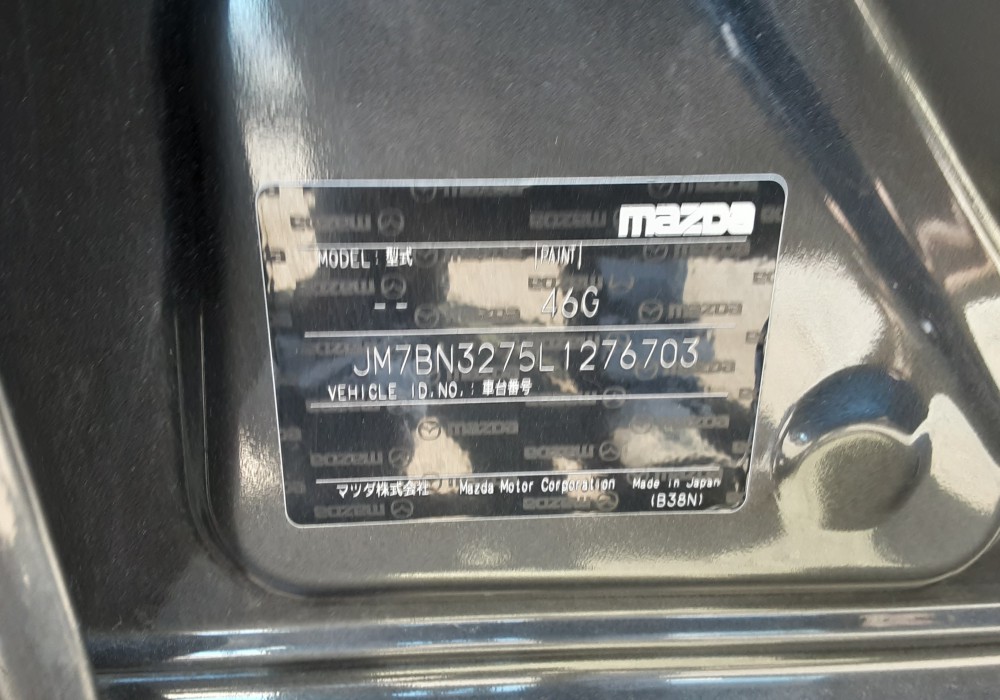 mazda
MODEL : 型式 [PAINT]
-- 46G
JM7BN3275L1276703
VEHICLE ID.NO. : 車台番号
マツダ株式会社 Mazda Motor Corporation Made in Japan
(B38N)